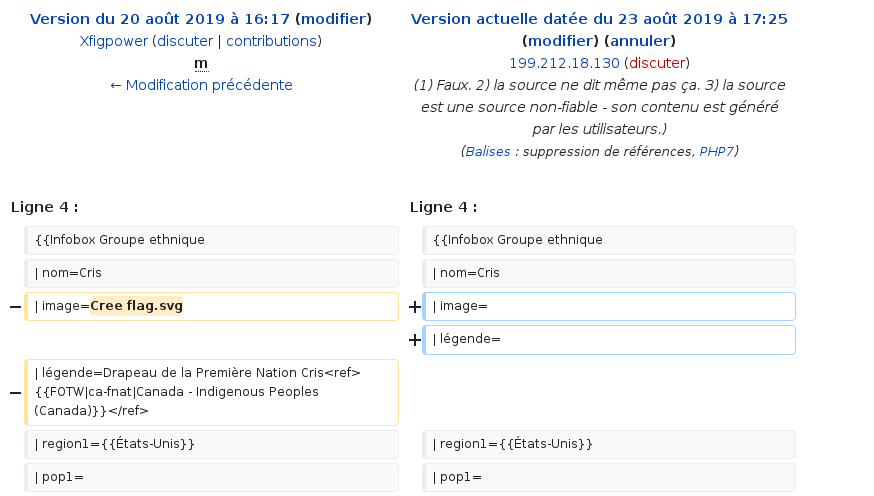 Version du 20 août 2019 à 16:17 (modifier)
Xfigpower (discuter | contributions)
m
← Modification précédente
Version actuelle datée du 23 août 2019 à 17:25
(modifier) (annuler)
199.212.18.130 (discuter)
(1) Faux. 2) la source ne dit même pas ça. 3) la source
est une source non-fiable - son contenu est généré
par les utilisateurs.)
(Balises : suppression de références, PHP7)
Ligne 4 :
Ligne 4 :
{{Infobox Groupe ethnique
{{Infobox Groupe ethnique
| nom=Cris
| nom=Cris
− | image=Cree flag.svg
+ | image=
+ | légende=
− | légende=Drapeau de la Première Nation Cris<ref>
{{FOTW|ca-fnat|Canada - Indigenous Peoples
(Canada)}}</ref>
| region1={{États-Unis}}
| region1={{États-Unis}}
| pop1=
| pop1=